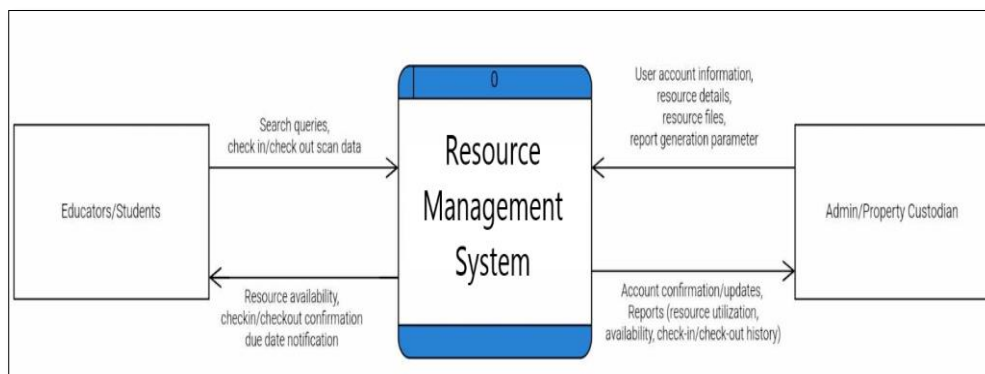 0
Resource
Management
System
Educators/Students
Search queries,
check in/check out scan data
Resource availability,
checkin/checkout confirmation
due date notification
User account information,
resource details,
resource files,
report generation parameter
Admin/Property Custodian
Account confirmation/updates,
Reports (resource utilization,
availability, check-in/check-out history)